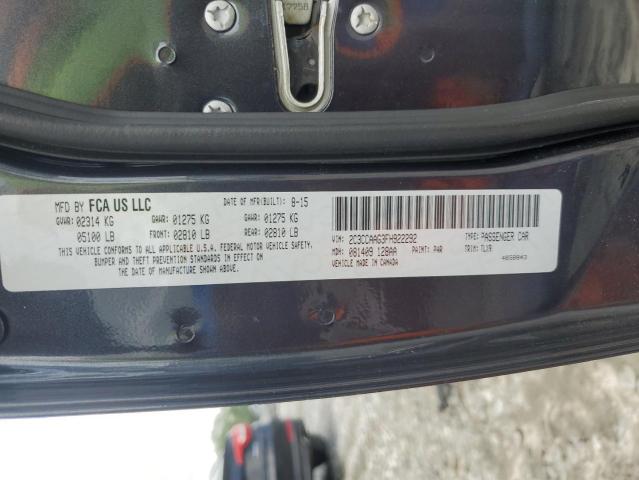 MFD BY FCA US LLC DATE OF MFR(BUILT): 8-15
GVWR: 02314 KG GAWR: 01275 KG GAWR: 01275 KG
05100 LB FRONT: 02810 LB REAR: 02810 LB
THIS VEHICLE CONFORMS TO ALL APPLICABLE U.S.A. FEDERAL MOTOR VEHICLE SAFETY,
BUMPER AND THEFT PREVENTION STANDARDS IN EFFECT ON
THE DATE OF MANUFACTURE SHOWN ABOVE
VIN: 2C3CCAAG3FH922292 TYPE: PASSENGER CAR
MDH: 081409 128AA PAINT: PAR TRIM: TLX9
VEHICLE MADE IN CANADA